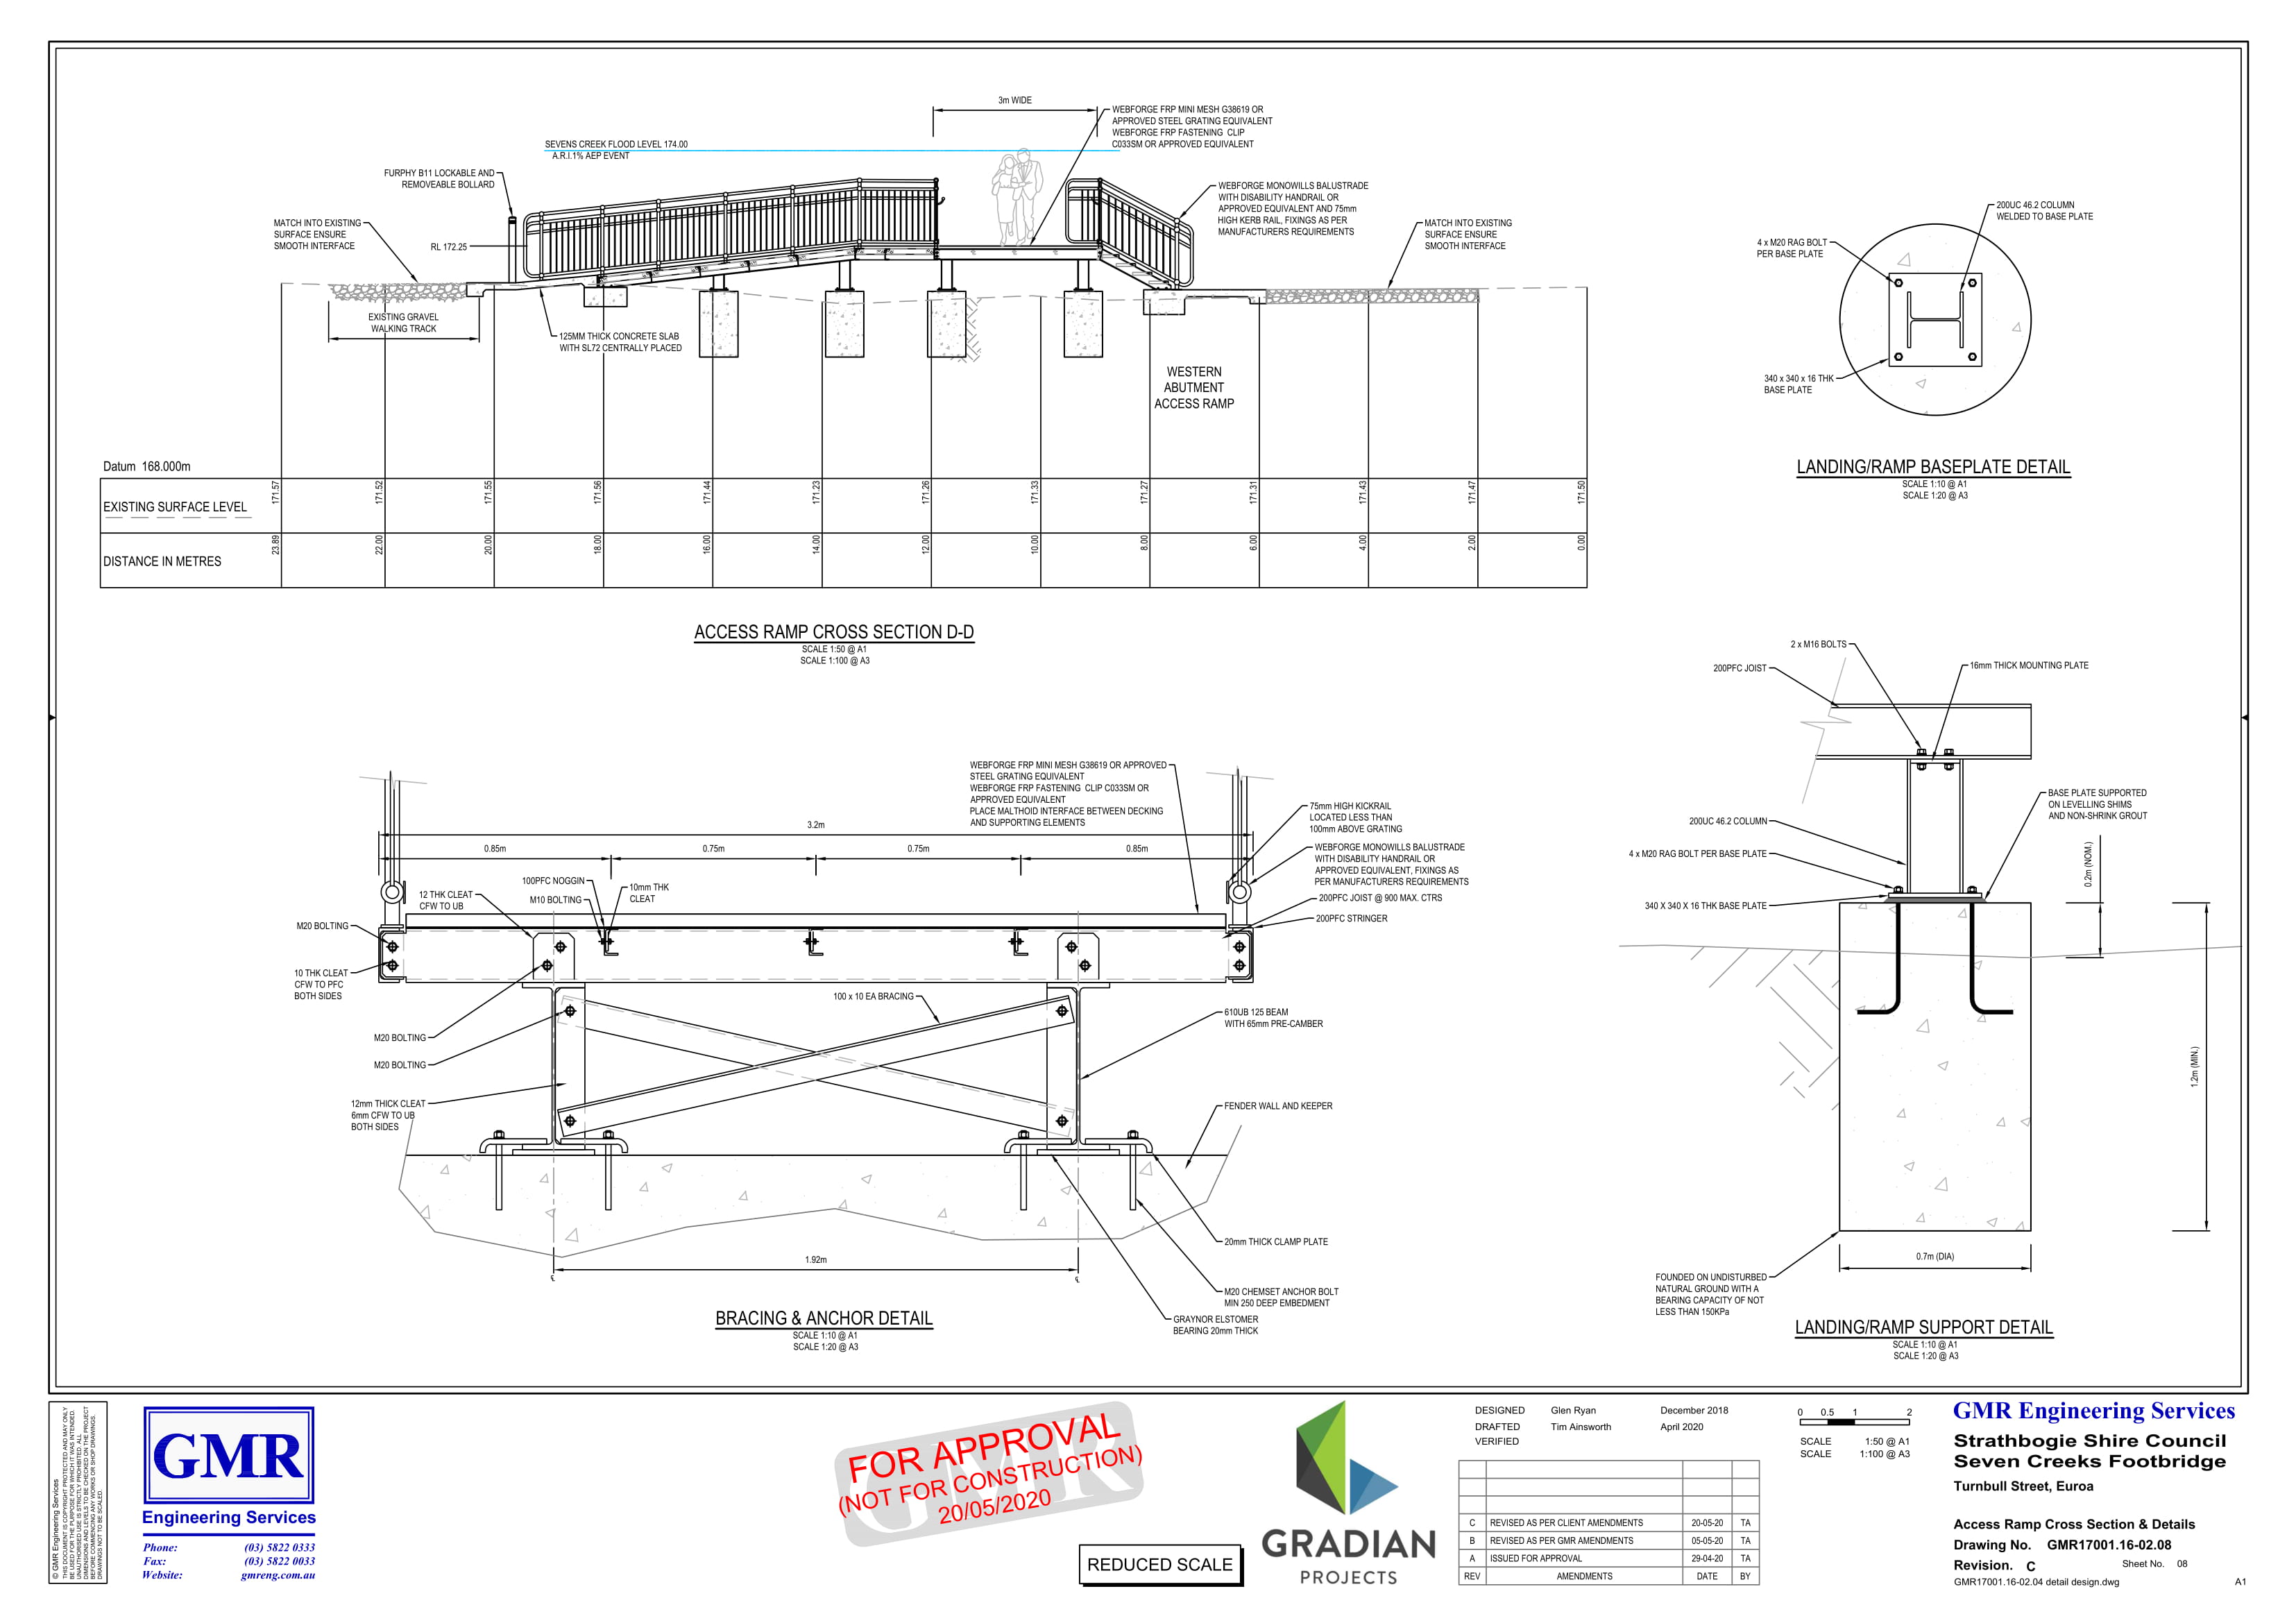 3m WIDE
WEBFORGE FRP MINI MESH G38619 OR
APPROVED STEEL GRATING EQUIVALENT
WEBFORGE FRP FASTENING CLIP
C033SM OR APPROVED EQUIVALENT
SEVENS CREEK FLOOD LEVEL 174.00
A.R.I.1% AEP EVENT
FURPHY B11 LOCKABLE AND
REMOVEABLE BOLLARD
WEBFORGE MONOWILLS BALUSTRADE
WITH DISABILITY HANDRAIL OR
APPROVED EQUIVALENT AND 75mm
HIGH KERB RAIL, FIXINGS AS PER
MANUFACTURERS REQUIREMENTS
MATCH INTO EXISTING
SURFACE ENSURE
SMOOTH INTERFACE
RL 172.25
MATCH INTO EXISTING
SURFACE ENSURE
SMOOTH INTERFACE
EXISTING GRAVEL
WALKING TRACK
125MM THICK CONCRETE SLAB
WITH SL72 CENTRALLY PLACED
WESTERN
ABUTMENT
ACCESS RAMP
Datum 168.000m
EXISTING SURFACE LEVEL
171.57
171.52
171.55
171.56
171.44
171.23
171.26
171.33
171.27
171.31
171.43
171.47
171.50
DISTANCE IN METRES
23.89
22.00
20.00
18.00
16.00
14.00
12.00
10.00
8.00
6.00
4.00
2.00
0.00
ACCESS RAMP CROSS SECTION D-D
SCALE 1:50 @ A1
SCALE 1:100 @ A3
200UC 46.2 COLUMN
WELDED TO BASE PLATE
4 x M20 RAG BOLT
PER BASE PLATE
340 x 340 x 16 THK
BASE PLATE
LANDING/RAMP BASEPLATE DETAIL
SCALE 1:10 @ A1
SCALE 1:20 @ A3
WEBFORGE FRP MINI MESH G38619 OR APPROVED
STEEL GRATING EQUIVALENT
WEBFORGE FRP FASTENING CLIP C033SM OR
APPROVED EQUIVALENT
PLACE MALTHOID INTERFACE BETWEEN DECKING
AND SUPPORTING ELEMENTS
3.2m
0.85m
0.75m
0.75m
0.85m
75mm HIGH KICKRAIL
LOCATED LESS THAN
100mm ABOVE GRATING
WEBFORGE MONOWILLS BALUSTRADE
WITH DISABILITY HANDRAIL OR
APPROVED EQUIVALENT, FIXINGS AS
PER MANUFACTURERS REQUIREMENTS
200PFC JOIST @ 900 MAX. CTRS
200PFC STRINGER
100PFC NOGGIN
M10 BOLTING
10mm THK
CLEAT
12 THK CLEAT
CFW TO UB
M20 BOLTING
10 THK CLEAT
CFW TO PFC
BOTH SIDES
100 x 10 EA BRACING
610UB 125 BEAM
WITH 65mm PRE-CAMBER
M20 BOLTING
M20 BOLTING
12mm THICK CLEAT
6mm CFW TO UB
BOTH SIDES
FENDER WALL AND KEEPER
20mm THICK CLAMP PLATE
1.92m
M20 CHEMSET ANCHOR BOLT
MIN 250 DEEP EMBEDMENT
GRAYNOR ELSTOMER
BEARING 20mm THICK
BRACING & ANCHOR DETAIL
SCALE 1:10 @ A1
SCALE 1:20 @ A3
2 x M16 BOLTS
200PFC JOIST
16mm THICK MOUNTING PLATE
BASE PLATE SUPPORTED
ON LEVELLING SHIMS
AND NON-SHRINK GROUT
200UC 46.2 COLUMN
4 x M20 RAG BOLT PER BASE PLATE
340 X 340 X 16 THK BASE PLATE
0.2m (NOM.)
1.2m (MIN.)
0.7m (DIA)
FOUNDED ON UNDISTURBED
NATURAL GROUND WITH A
BEARING CAPACITY OF NOT
LESS THAN 150KPa
LANDING/RAMP SUPPORT DETAIL
SCALE 1:10 @ A1
SCALE 1:20 @ A3
© GMR Engineering Services
THIS DOCUMENT IS COPYRIGHT PROTECTED AND MAY ONLY
BE USED FOR THE PURPOSE FOR WHICH IT WAS INTENDED.
UNAUTHORISED USE IS STRICTLY PROHIBITED. ALL
DIMENSIONS AND LEVELS TO BE CHECKED ON THE PROJECT
BEFORE COMMENCING ANY WORKS OR SHOP DRAWINGS.
DRAWINGS NOT TO BE SCALED.
GMR
Engineering Services
Phone: (03) 5822 0333
Fax: (03) 5822 0033
Website: gmreng.com.au
GMR
FOR APPROVAL
(NOT FOR CONSTRUCTION)
20/05/2020
REDUCED SCALE
GRADIAN
PROJECTS
DESIGNED Glen Ryan December 2018
DRAFTED Tim Ainsworth April 2020
VERIFIED
C REVISED AS PER CLIENT AMENDMENTS 20-05-20 TA
B REVISED AS PER GMR AMENDMENTS 05-05-20 TA
A ISSUED FOR APPROVAL 29-04-20 TA
REV AMENDMENTS DATE BY
0 0.5 1 2
SCALE 1:50 @ A1
SCALE 1:100 @ A3
GMR Engineering Services
Strathbogie Shire Council
Seven Creeks Footbridge
Turnbull Street, Euroa
Access Ramp Cross Section & Details
Drawing No. GMR17001.16-02.08
Revision. C Sheet No. 08
GMR17001.16-02.04 detail design.dwg A1